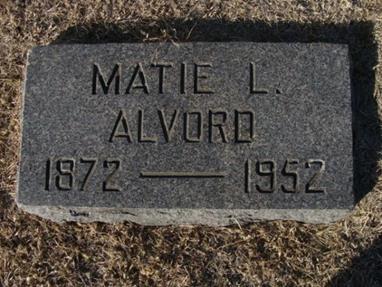 MATIE L.
ALVORD
1872 — 1952